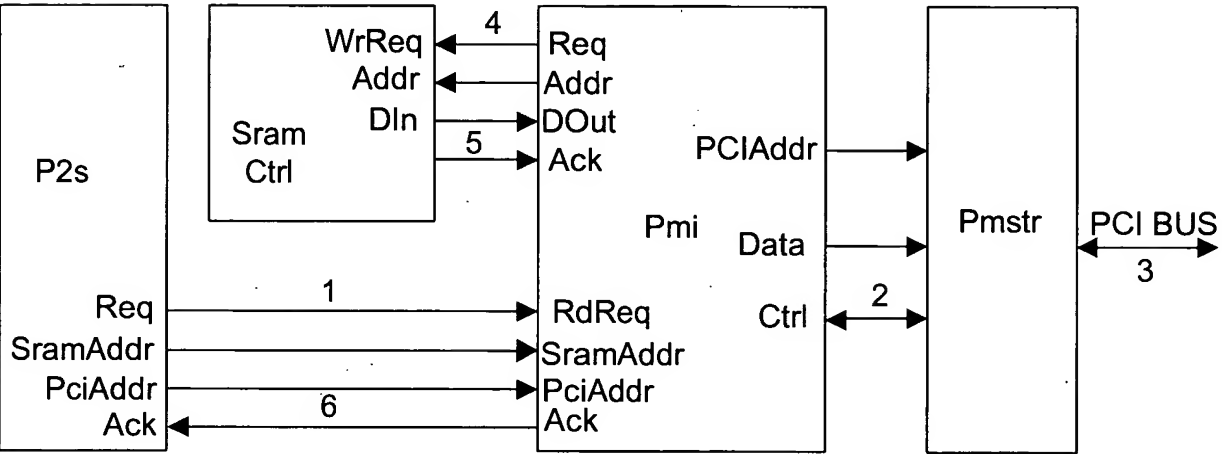 P2s
Req
SramAddr
PciAddr
Ack
WrReq
Addr
DIn
Sram
Ctrl
4
5
1
6
Req
Addr
DOut
Ack
Pmi
RdReq
SramAddr
PciAddr
Ack
PCIAddr
Data
Ctrl
2
Pmstr
PCI BUS
3